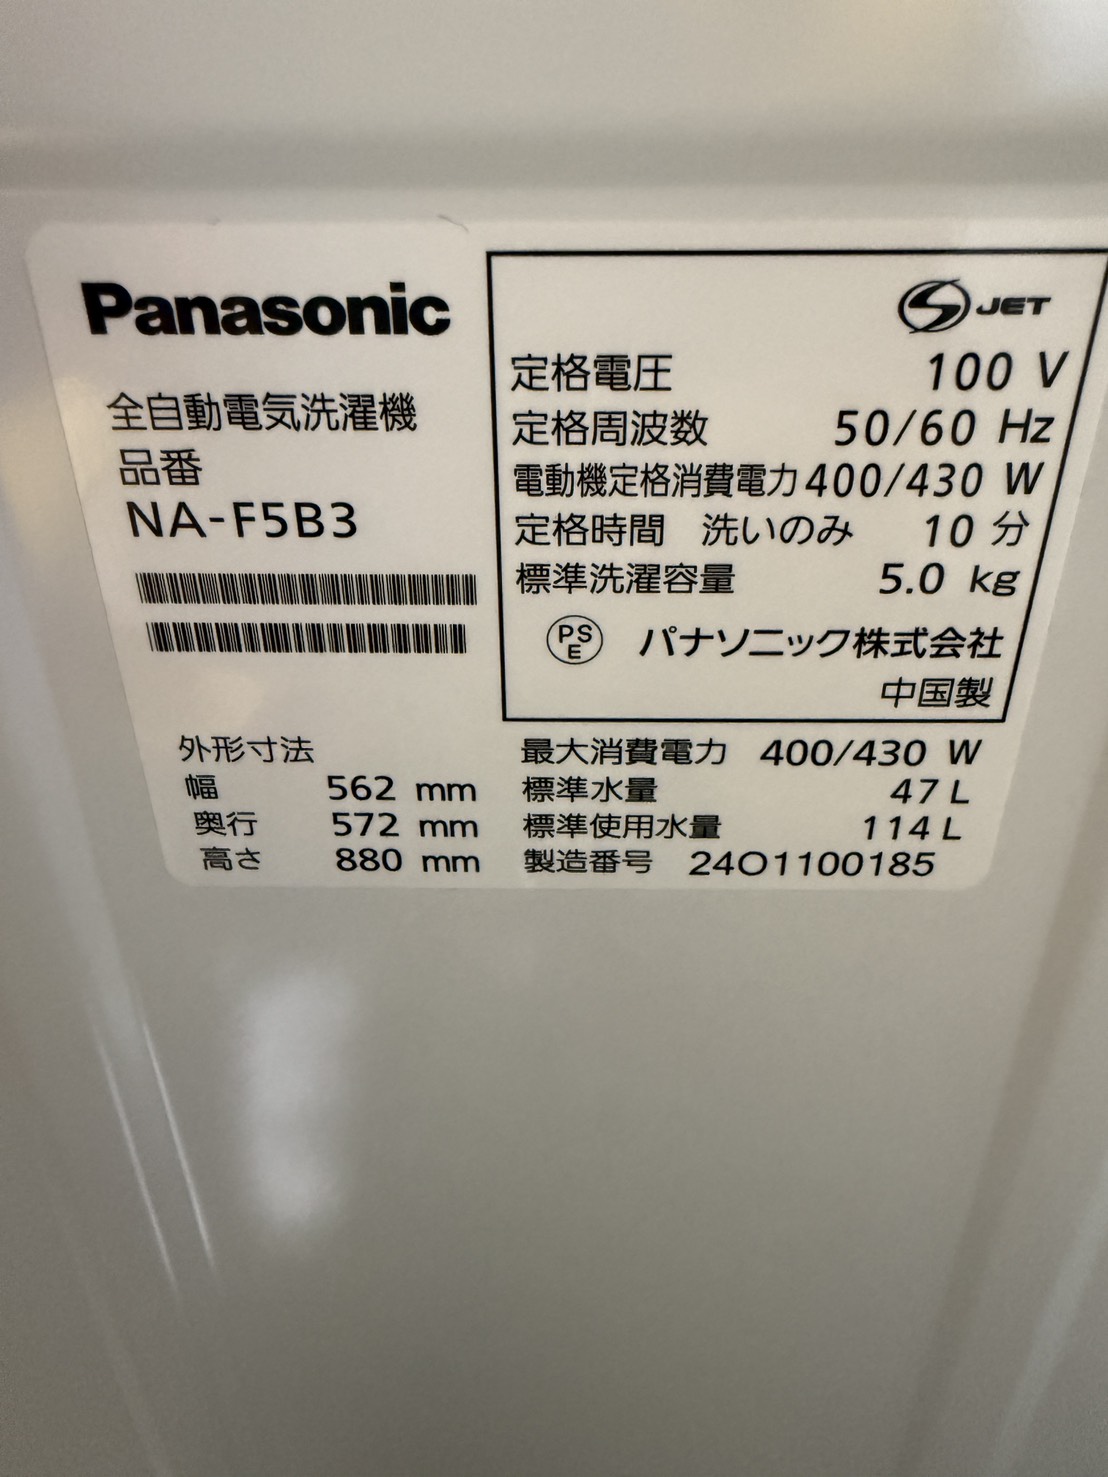 Panasonic
全自動電気洗濯機
品番
NA-F5B3
S JET
定格電圧 100 V
定格周波数 50/60 Hz
電動機定格消費電力 400/430 W
定格時間 洗いのみ 10 分
標準洗濯容量 5.0 kg
PS
E
パナソニック株式会社
中国製
外形寸法
幅 562 mm
奥行 572 mm
高さ 880 mm
最大消費電力 400/430 W
標準水量 47 L
標準使用水量 114 L
製造番号 24O1100185